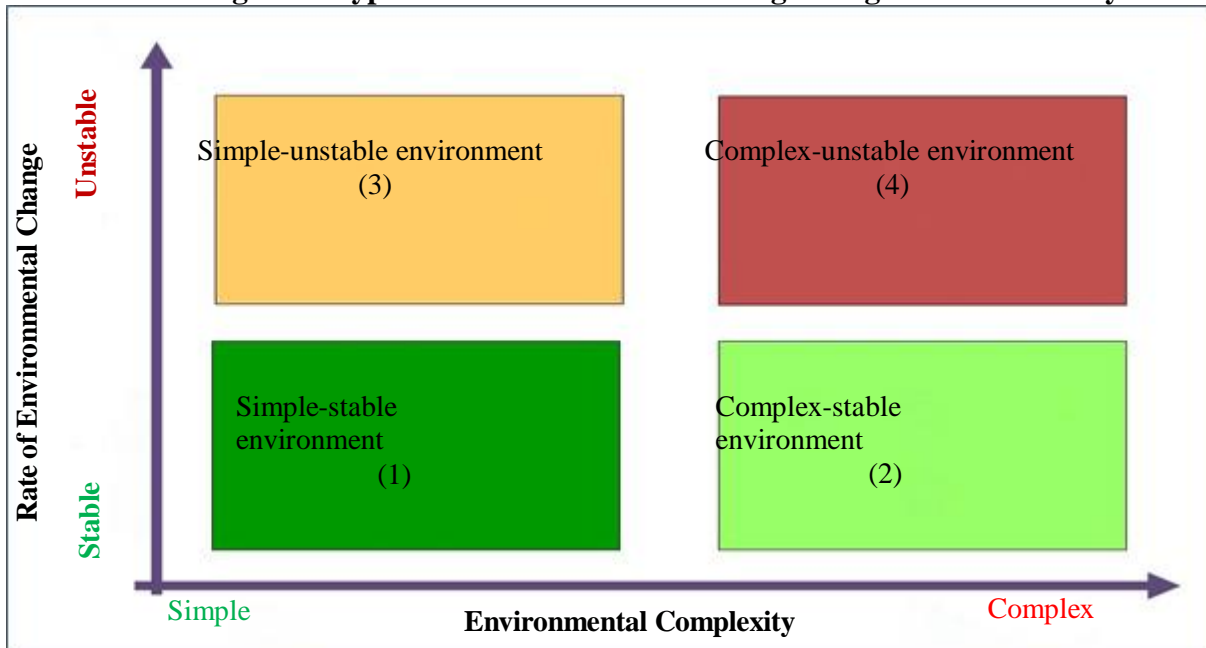 Unstable
Simple-unstable environment
(3)
Complex-unstable environment
(4)
Rate of Environmental Change
Simple-stable
environment
(1)
Complex-stable
environment
(2)
Stable
Simple
Environmental Complexity
Complex